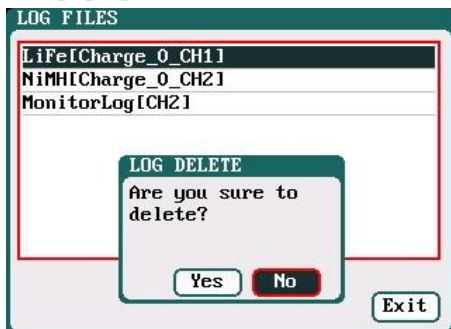 LOG FILES
LiFe[Charge_0_CH1]
NiMH[Charge_0_CH2]
MonitorLog[CH2]
LOG DELETE
Are you sure to
delete?
Yes No
Exit